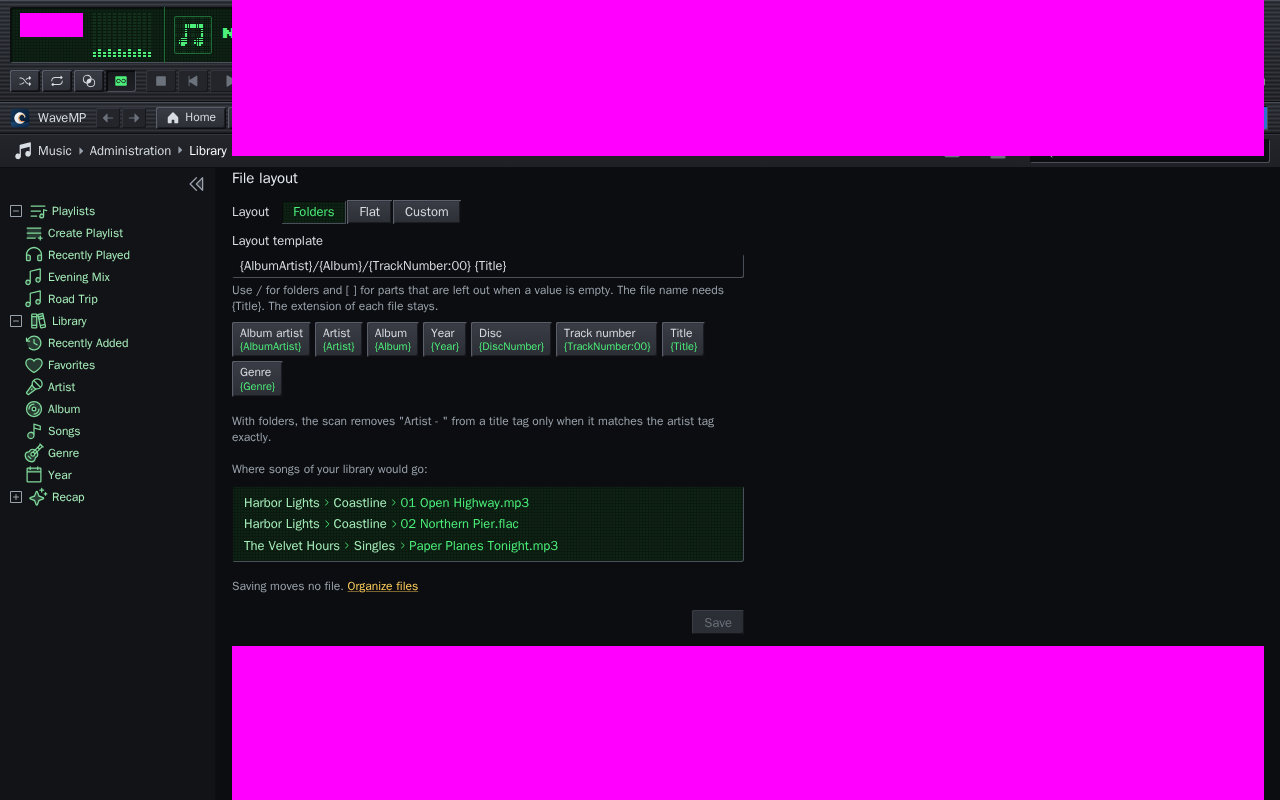 WaveMP
Home
Music
Administration
Library
Playlists
Create Playlist
Recently Played
Evening Mix
Road Trip
Library
Recently Added
Favorites
Artist
Album
Songs
Genre
Year
Recap
File layout
Layout
Folders
Flat
Custom
Layout template
{AlbumArtist}/{Album}/{TrackNumber:00} {Title}
Use / for folders and [ ] for parts that are left out when a value is empty. The file name needs
{Title}. The extension of each file stays.
Album artist
{AlbumArtist}
Artist
{Artist}
Album
{Album}
Year
{Year}
Disc
{DiscNumber}
Track number
{TrackNumber:00}
Title
{Title}
Genre
{Genre}
With folders, the scan removes "Artist - " from a title tag only when it matches the artist tag
exactly.
Where songs of your library would go:
Harbor Lights > Coastline > 01 Open Highway.mp3
Harbor Lights > Coastline > 02 Northern Pier.flac
The Velvet Hours > Singles > Paper Planes Tonight.mp3
Saving moves no file. Organize files
Save